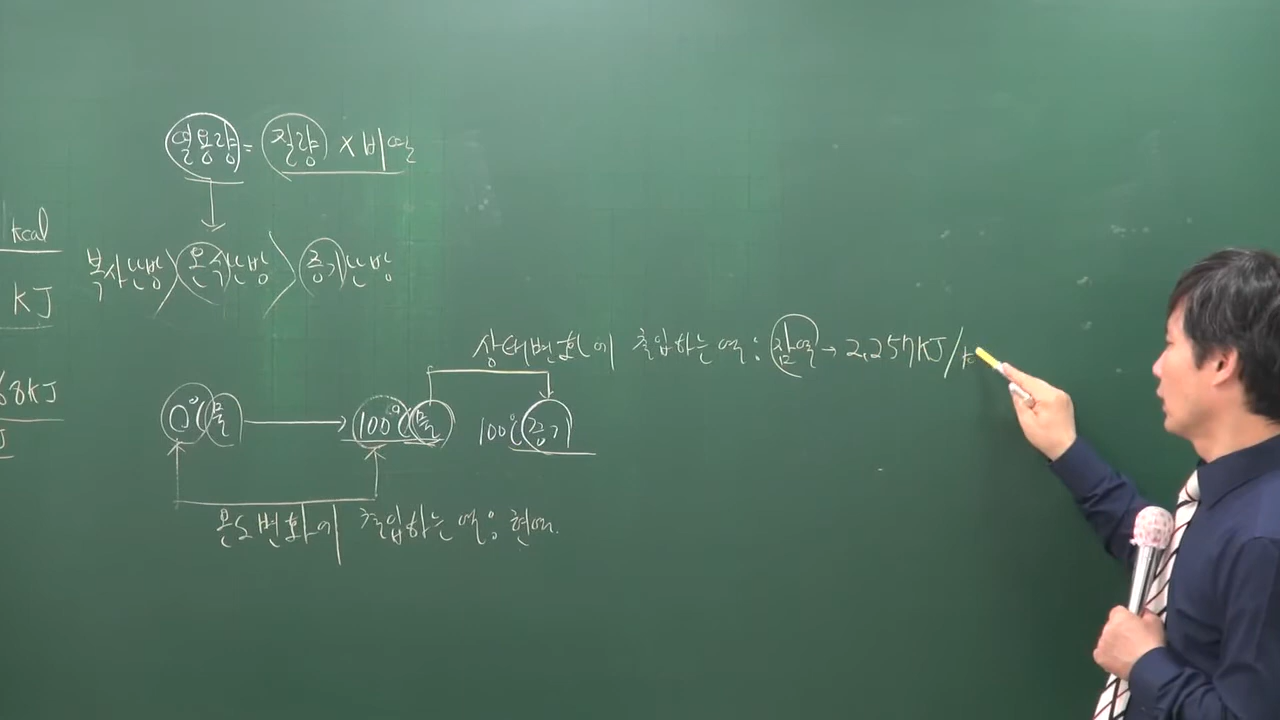 열용량 = 질량 × 비열
kcal
KJ
68KJ
J
복사난방 > 온수난방 > 증기난방
상태변화에 출입하는 열: 잠열 → 2,257KJ/k
0℃ 물 → 100℃ 물 100℃ 증기
온도변화에 출입하는 열: 현열.